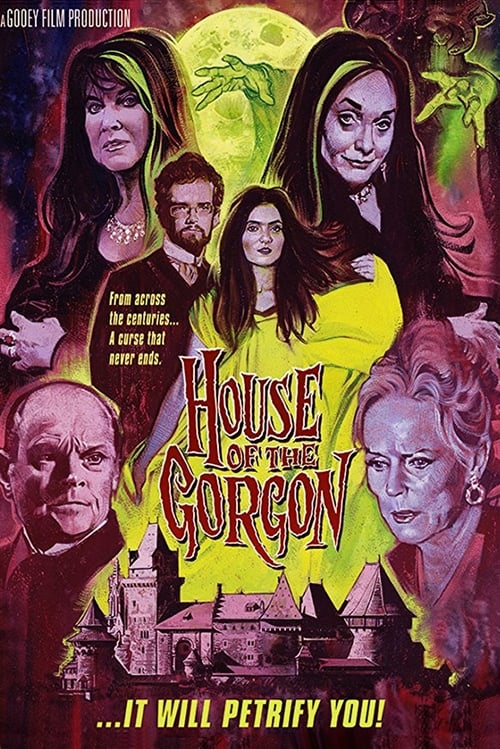 A GOOEY FILM PRODUCTION
From across
the centuries...
A curse that
never ends.
HOUSE
OF THE
GORGON
...IT WILL PETRIFY YOU!